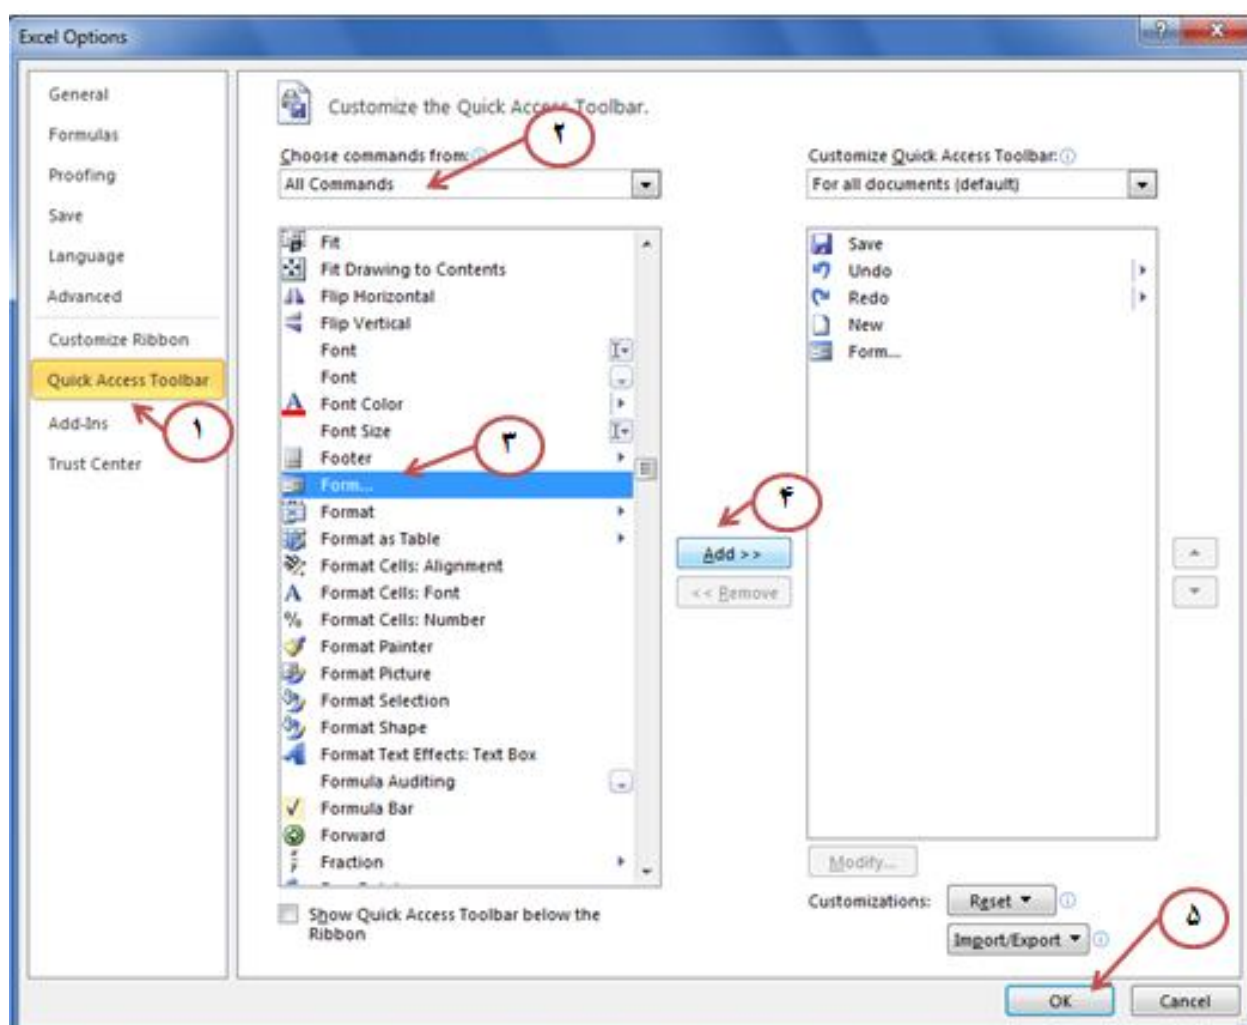 Excel Options
General
Formulas
Proofing
Save
Language
Advanced
Customize Ribbon
Quick Access Toolbar
Add-Ins
Trust Center
۱
Customize the Quick Access Toolbar.
۲
Choose commands from:
All Commands
Fit
Fit Drawing to Contents
Flip Horizontal
Flip Vertical
Font
Font
Font Color
Font Size
Footer
Form...
Format
Format as Table
Format Cells: Alignment
Format Cells: Font
Format Cells: Number
Format Painter
Format Picture
Format Selection
Format Shape
Format Text Effects: Text Box
Formula Auditing
Formula Bar
Forward
Fraction
۳
Show Quick Access Toolbar below the
Ribbon
۴
Add >>
<< Remove
Customize Quick Access Toolbar:
For all documents (default)
Save
Undo
Redo
New
Form...
Modify...
Customizations:
Reset
Import/Export
۵
OK
Cancel